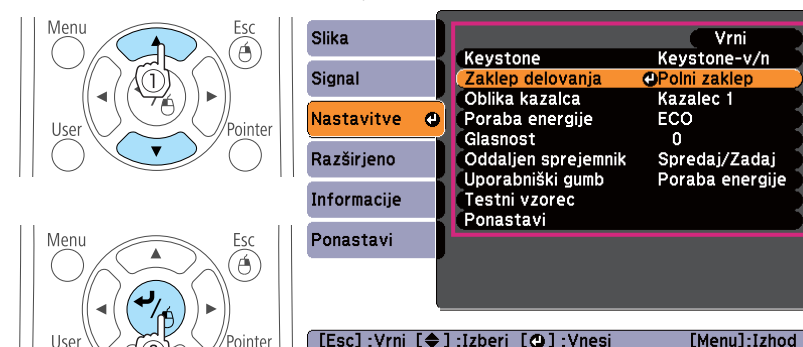 Menu
Esc
1
User
Pointer
Menu
Esc
User
Pointer
2
Slika
Signal
Nastavitve
Razširjeno
Informacije
Ponastavi
Vrni
Keystone Keystone-v/n
Zaklep delovanja Polni zaklep
Oblika kazalca Kazalec 1
Poraba energije ECO
Glasnost 0
Oddaljen sprejemnik Spredaj/Zadaj
Uporabniški gumb Poraba energije
Testni vzorec
Ponastavi
[Esc] :Vrni [◆] :Izberi [⏎] :Vnesi [Menu]:Izhod